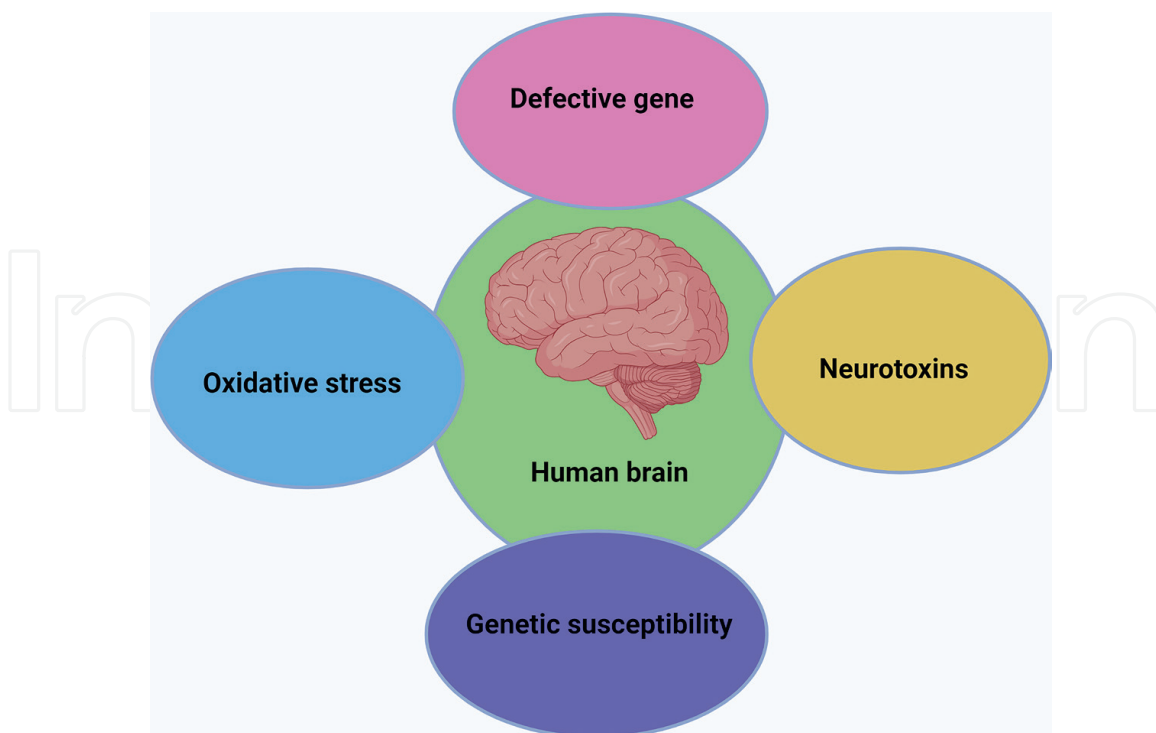 Defective gene
Oxidative stress
Neurotoxins
Human brain
Genetic susceptibility